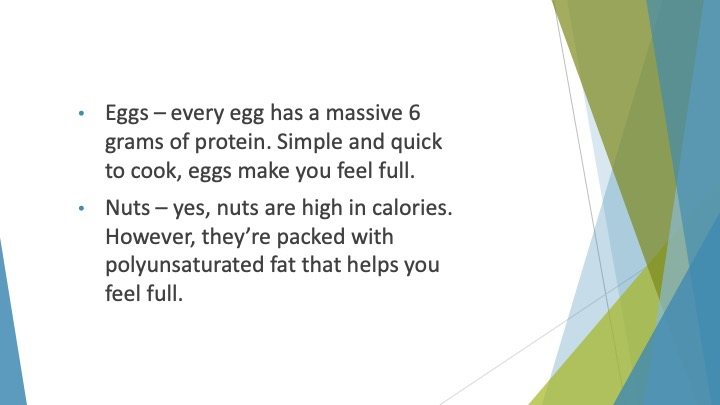 • Eggs – every egg has a massive 6
grams of protein. Simple and quick
to cook, eggs make you feel full.
• Nuts – yes, nuts are high in calories.
However, they’re packed with
polyunsaturated fat that helps you
feel full.